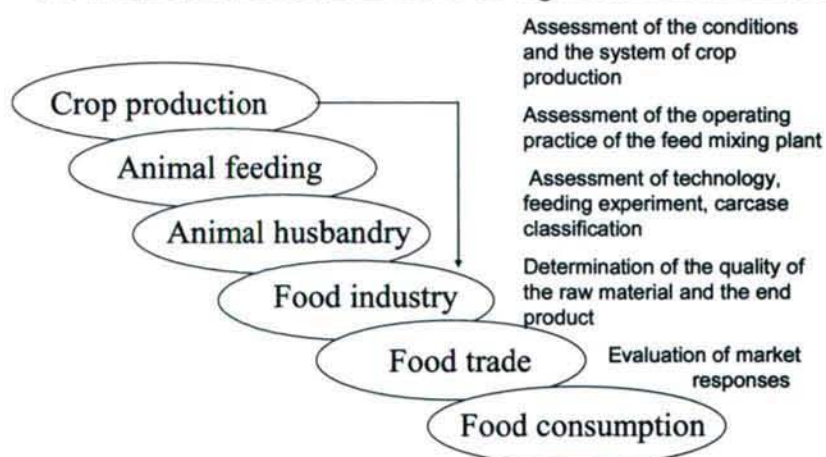 Assessment of the conditions
and the system of crop
production
Crop production
Assessment of the operating
practice of the feed mixing plant
Animal feeding
Assessment of technology,
feeding experiment, carcase
classification
Animal husbandry
Determination of the quality of
the raw material and the end
product
Food industry
Food trade
Evaluation of market
responses
Food consumption